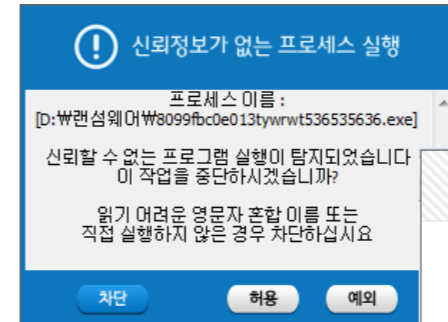 신뢰정보가 없는 프로세스 실행
프로세스 이름 :
[D:₩랜섬웨어₩8099fbc0e013tywrwt536535636.exe]
신뢰할 수 없는 프로그램 실행이 탐지되었습니다
이 작업을 중단하시겠습니까?
읽기 어려운 영문자 혼합 이름 또는
직접 실행하지 않은 경우 차단하십시요
차단 허용 예외